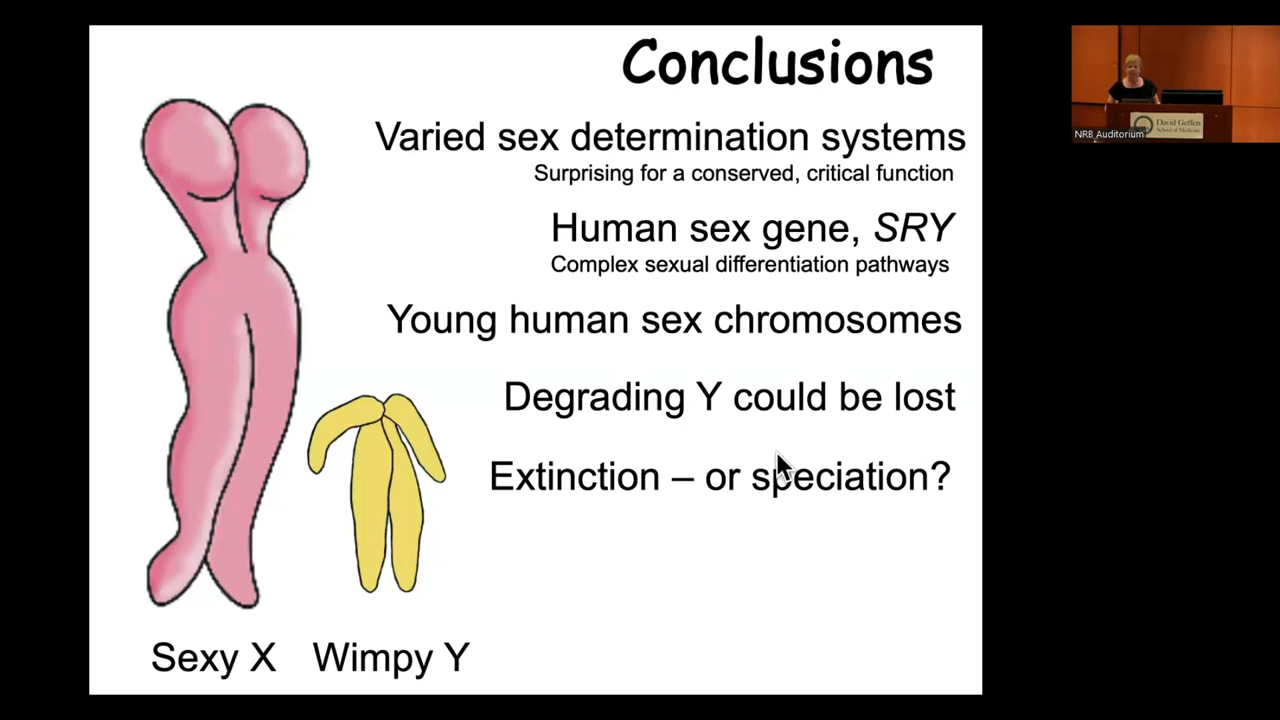 Conclusions
Varied sex determination systems
Surprising for a conserved, critical function
Human sex gene, SRY
Complex sexual differentiation pathways
Young human sex chromosomes
Degrading Y could be lost
Extinction – or speciation?
Sexy X
Wimpy Y
David Geffen
School of Medicine
NRB Auditorium